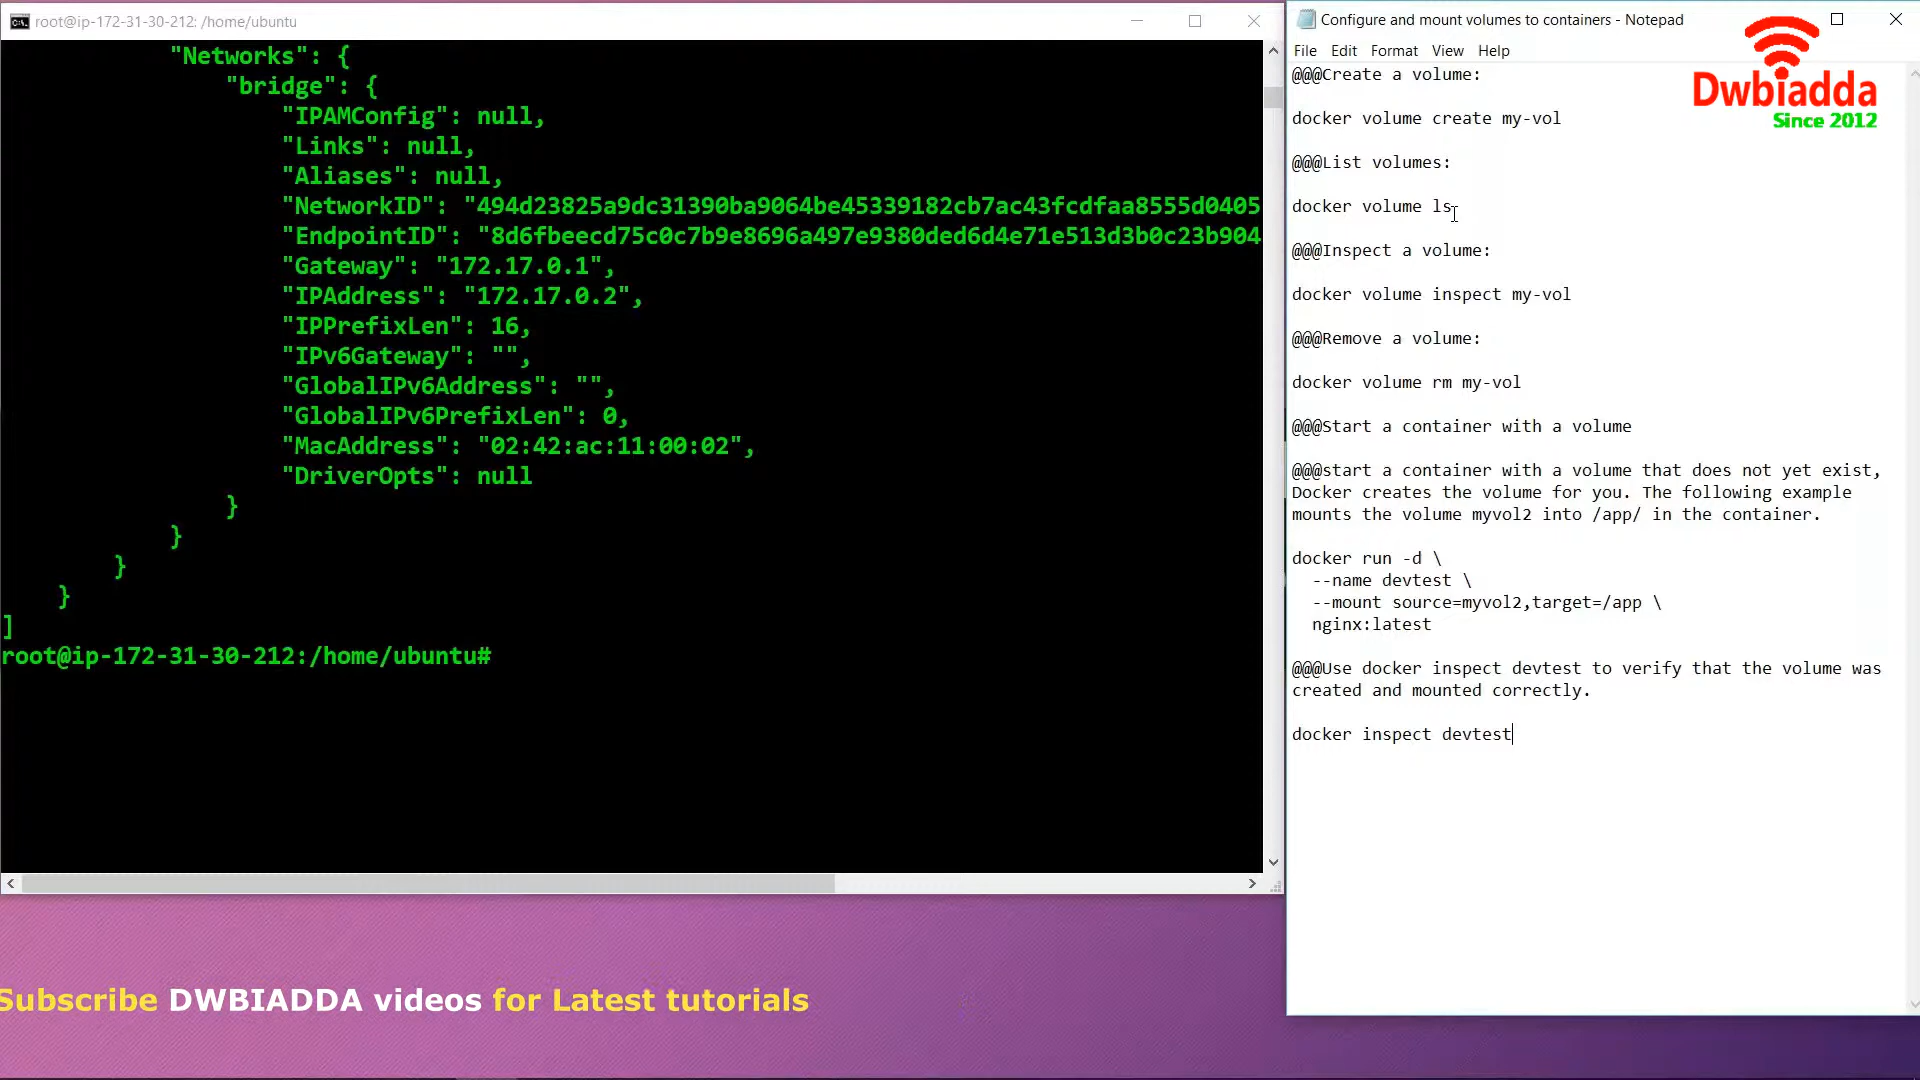 root@ip-172-31-30-212: /home/ubuntu
"Networks": {
"bridge": {
"IPAMConfig": null,
"Links": null,
"Aliases": null,
"NetworkID": "494d23825a9dc31390ba9064be45339182cb7ac43fcdfaa8555d0405
"EndpointID": "8d6fbeecd75c0c7b9e8696a497e9380ded6d4e71e513d3b0c23b904
"Gateway": "172.17.0.1",
"IPAddress": "172.17.0.2",
"IPPrefixLen": 16,
"IPv6Gateway": "",
"GlobalIPv6Address": "",
"GlobalIPv6PrefixLen": 0,
"MacAddress": "02:42:ac:11:00:02",
"DriverOpts": null
}
}
}
}
]
root@ip-172-31-30-212:/home/ubuntu#
Configure and mount volumes to containers - Notepad
File Edit Format View Help
Dwbiadda
Since 2012
@@@Create a volume:
docker volume create my-vol
@@@List volumes:
docker volume ls
@@@Inspect a volume:
docker volume inspect my-vol
@@@Remove a volume:
docker volume rm my-vol
@@@Start a container with a volume
@@@start a container with a volume that does not yet exist,
Docker creates the volume for you. The following example
mounts the volume myvol2 into /app/ in the container.
docker run -d \
--name devtest \
--mount source=myvol2,target=/app \
nginx:latest
@@@Use docker inspect devtest to verify that the volume was
created and mounted correctly.
docker inspect devtest
Subscribe DWBIADDA videos for Latest tutorials